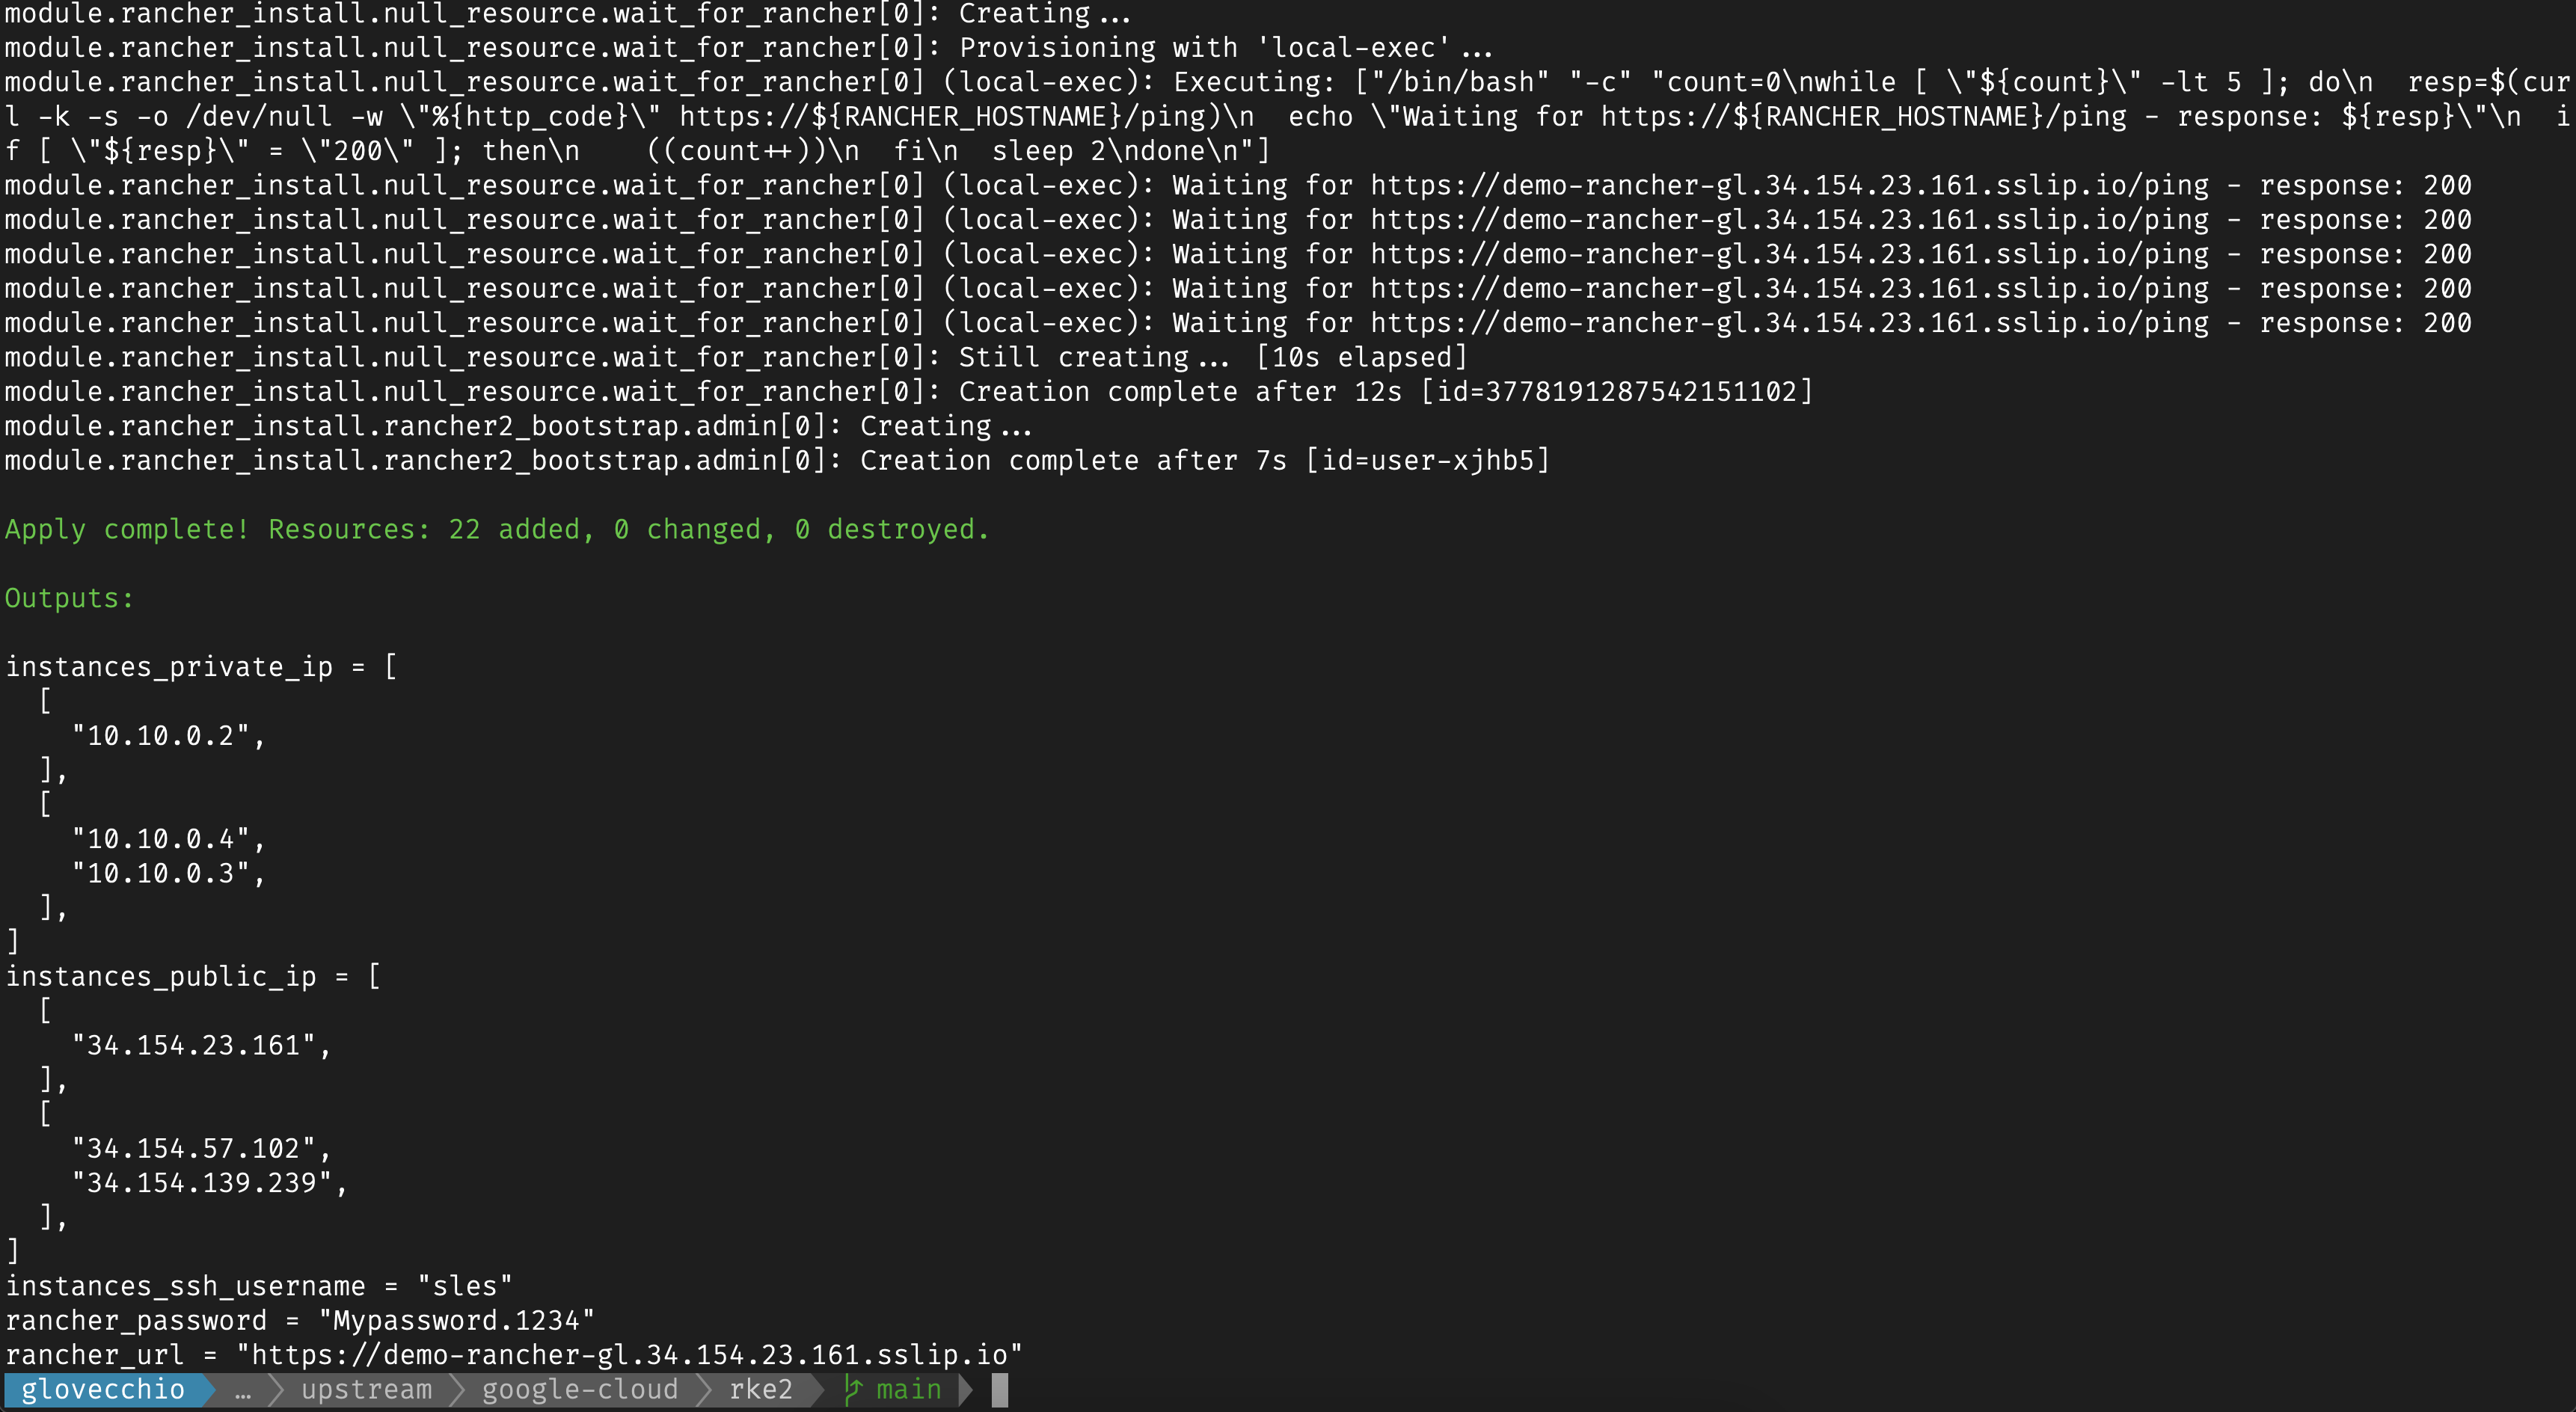 module.rancher_install.null_resource.wait_for_rancher[0]: Creating...
module.rancher_install.null_resource.wait_for_rancher[0]: Provisioning with 'local-exec'...
module.rancher_install.null_resource.wait_for_rancher[0] (local-exec): Executing: ["/bin/bash" "-c" "count=0\nwhile [ \"${count}\" -lt 5 ]; do\n  resp=$(cur
l -k -s -o /dev/null -w \"%{http_code}\" https://${RANCHER_HOSTNAME}/ping)\n  echo \"Waiting for https://${RANCHER_HOSTNAME}/ping - response: ${resp}\"\n  i
f [ \"${resp}\" = \"200\" ]; then\n    ((count++))\n  fi\n  sleep 2\ndone\n"]
module.rancher_install.null_resource.wait_for_rancher[0] (local-exec): Waiting for https://demo-rancher-gl.34.154.23.161.sslip.io/ping - response: 200
module.rancher_install.null_resource.wait_for_rancher[0] (local-exec): Waiting for https://demo-rancher-gl.34.154.23.161.sslip.io/ping - response: 200
module.rancher_install.null_resource.wait_for_rancher[0] (local-exec): Waiting for https://demo-rancher-gl.34.154.23.161.sslip.io/ping - response: 200
module.rancher_install.null_resource.wait_for_rancher[0] (local-exec): Waiting for https://demo-rancher-gl.34.154.23.161.sslip.io/ping - response: 200
module.rancher_install.null_resource.wait_for_rancher[0] (local-exec): Waiting for https://demo-rancher-gl.34.154.23.161.sslip.io/ping - response: 200
module.rancher_install.null_resource.wait_for_rancher[0]: Still creating... [10s elapsed]
module.rancher_install.null_resource.wait_for_rancher[0]: Creation complete after 12s [id=3778191287542151102]
module.rancher_install.rancher2_bootstrap.admin[0]: Creating...
module.rancher_install.rancher2_bootstrap.admin[0]: Creation complete after 7s [id=user-xjhb5]

Apply complete! Resources: 22 added, 0 changed, 0 destroyed.

Outputs:

instances_private_ip = [
  [
    "10.10.0.2",
  ],
  [
    "10.10.0.4",
    "10.10.0.3",
  ],
]
instances_public_ip = [
  [
    "34.154.23.161",
  ],
  [
    "34.154.57.102",
    "34.154.139.239",
  ],
]
instances_ssh_username = "sles"
rancher_password = "Mypassword.1234"
rancher_url = "https://demo-rancher-gl.34.154.23.161.sslip.io"
glovecchio … upstream google-cloud rke2 main